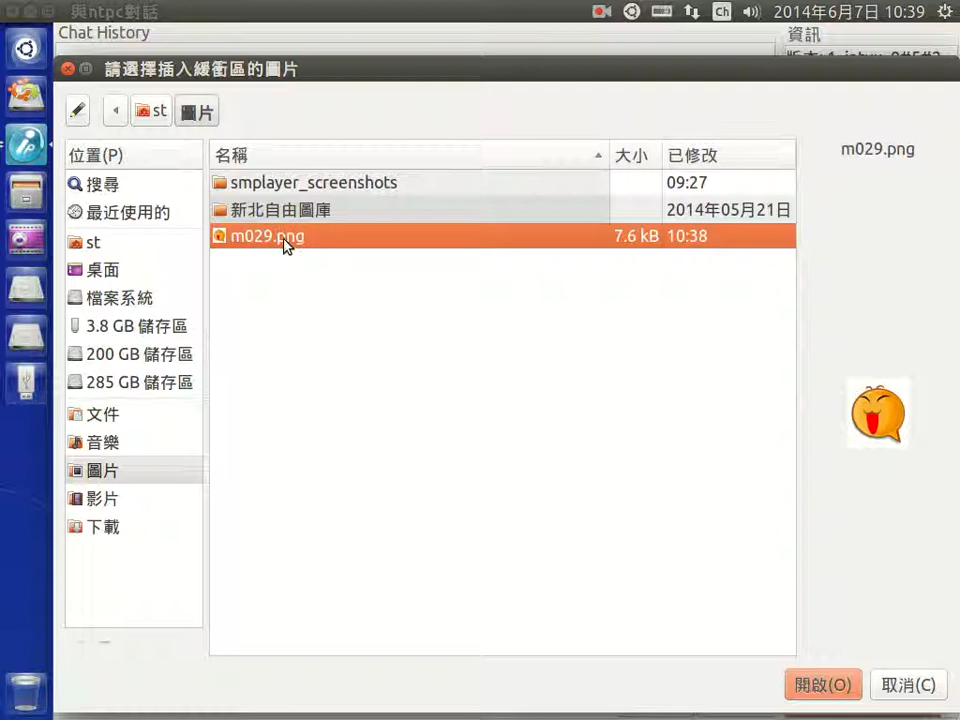 與ntpc對話
Ch
2014年6月7日 10:39
Chat History
資訊
請選擇插入緩衝區的圖片
st
圖片
位置(P)
名稱
大小
已修改
m029.png
搜尋
smplayer_screenshots
09:27
最近使用的
新北自由圖庫
2014年05月21日
st
m029.png
7.6 kB
10:38
桌面
檔案系統
3.8 GB 儲存區
200 GB 儲存區
285 GB 儲存區
文件
音樂
圖片
影片
下載
開啟(O)
取消(C)